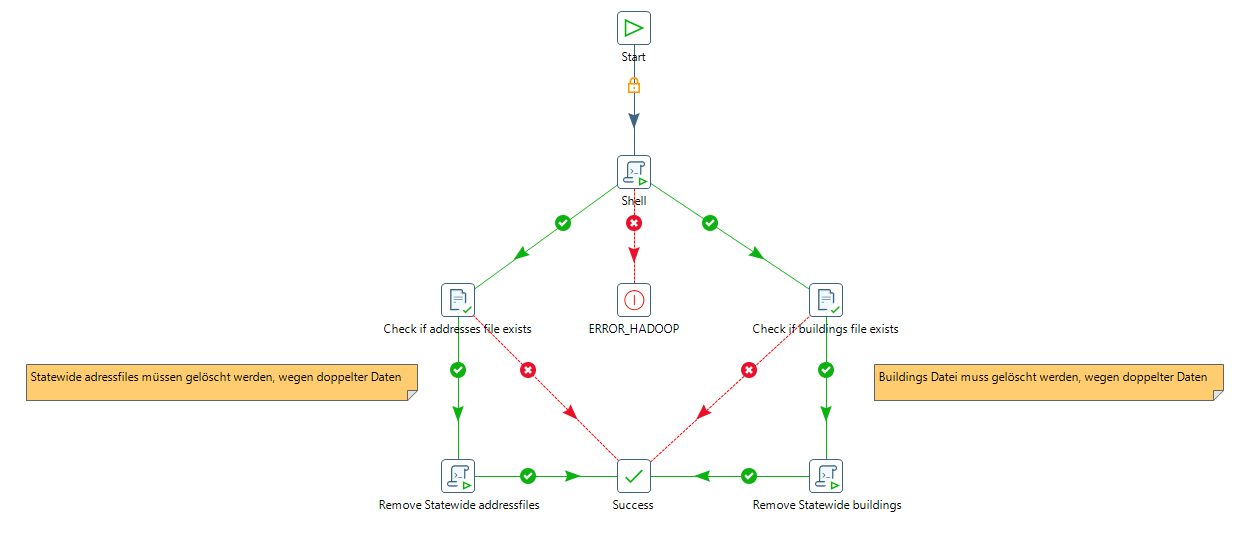 Start
Shell
Check if addresses file exists
ERROR_HADOOP
Check if buildings file exists
Statewide adressfiles müssen gelöscht werden, wegen doppelter Daten
Buildings Datei muss gelöscht werden, wegen doppelter Daten
Remove Statewide addressfiles
Success
Remove Statewide buildings